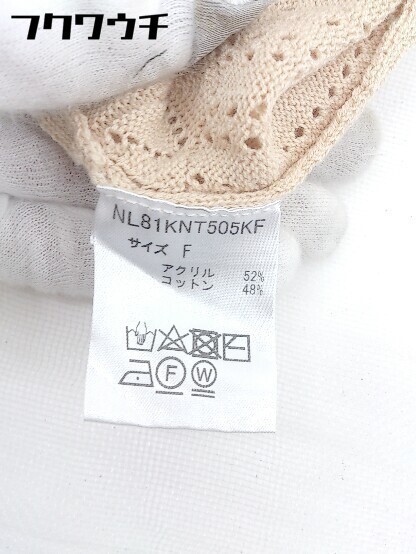 フクワウチ
NL81KNT505KF
サイズ F
アクリル 52%
コットン 48%
F W